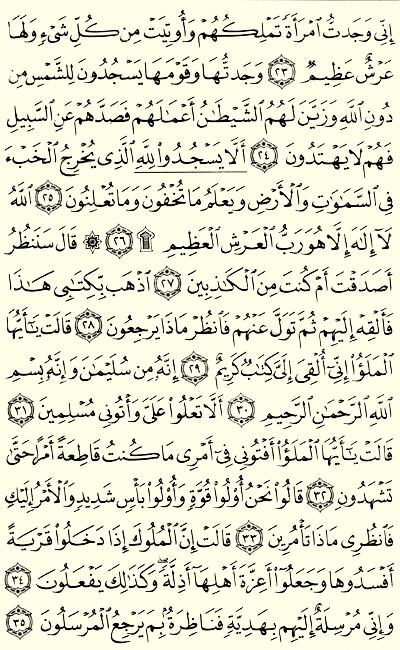 إِنِّي وَجَدتُّ ٱمۡرَأَةٗ تَمۡلِكُهُمۡ وَأُوتِيَتۡ مِن كُلِّ شَيۡءٖ وَلَهَا
عَرۡشٌ عَظِيمٞ ٢٣ وَجَدتُّهَا وَقَوۡمَهَا يَسۡجُدُونَ لِلشَّمۡسِ مِن
دُونِ ٱللَّهِ وَزَيَّنَ لَهُمُ ٱلشَّيۡطَٰنُ أَعۡمَٰلَهُمۡ فَصَدَّهُمۡ عَنِ ٱلسَّبِيلِ
فَهُمۡ لَا يَهۡتَدُونَ ٢٤ أَلَّاۤ يَسۡجُدُواْ لِلَّهِ ٱلَّذِي يُخۡرِجُ ٱلۡخَبۡءَ
فِي ٱلسَّمَٰوَٰتِ وَٱلۡأَرۡضِ وَيَعۡلَمُ مَا تُخۡفُونَ وَمَا تُعۡلِنُونَ ٢٥ ٱللَّهُ
لَآ إِلَٰهَ إِلَّا هُوَ رَبُّ ٱلۡعَرۡشِ ٱلۡعَظِيمِ ۩ ٢٦ ۞ قَالَ سَنَنظُرُ
أَصَدَقۡتَ أَمۡ كُنتَ مِنَ ٱلۡكَٰذِبِينَ ٢٧ ٱذۡهَب بِّكِتَٰبِي هَٰذَا
فَأَلۡقِهۡ إِلَيۡهِمۡ ثُمَّ تَوَلَّ عَنۡهُمۡ فَٱنظُرۡ مَاذَا يَرۡجِعُونَ ٢٨ قَالَتۡ يَٰٓأَيُّهَا
ٱلۡمَلَؤُاْ إِنِّيٓ أُلۡقِيَ إِلَيَّ كِتَٰبٞ كَرِيمٌ ٢٩ إِنَّهُۥ مِن سُلَيۡمَٰنَ وَإِنَّهُۥ بِسۡمِ
ٱللَّهِ ٱلرَّحۡمَٰنِ ٱلرَّحِيمِ ٣٠ أَلَّا تَعۡلُواْ عَلَيَّ وَأۡتُونِي مُسۡلِمِينَ ٣١
قَالَتۡ يَٰٓأَيُّهَا ٱلۡمَلَؤُاْ أَفۡتُونِي فِيٓ أَمۡرِي مَا كُنتُ قَاطِعَةً أَمۡرًا حَتَّىٰ
تَشۡهَدُونِ ٣٢ قَالُواْ نَحۡنُ أُوْلُواْ قُوَّةٖ وَأُوْلُواْ بَأۡسٖ شَدِيدٖ وَٱلۡأَمۡرُ إِلَيۡكِ
فَٱنظُرِي مَاذَا تَأۡمُرِينَ ٣٣ قَالَتۡ إِنَّ ٱلۡمُلُوكَ إِذَا دَخَلُواْ قَرۡيَةً
أَفۡسَدُوهَا وَجَعَلُوٓاْ أَعِزَّةَ أَهۡلِهَآ أَذِلَّةٗۖ وَكَذَٰلِكَ يَفۡعَلُونَ ٣٤
وَإِنِّي مُرۡسِلَةٌ إِلَيۡهِم بِهَدِيَّةٖ فَنَاظِرَةُۢ بِمَ يَرۡجِعُ ٱلۡمُرۡسَلُونَ ٣٥